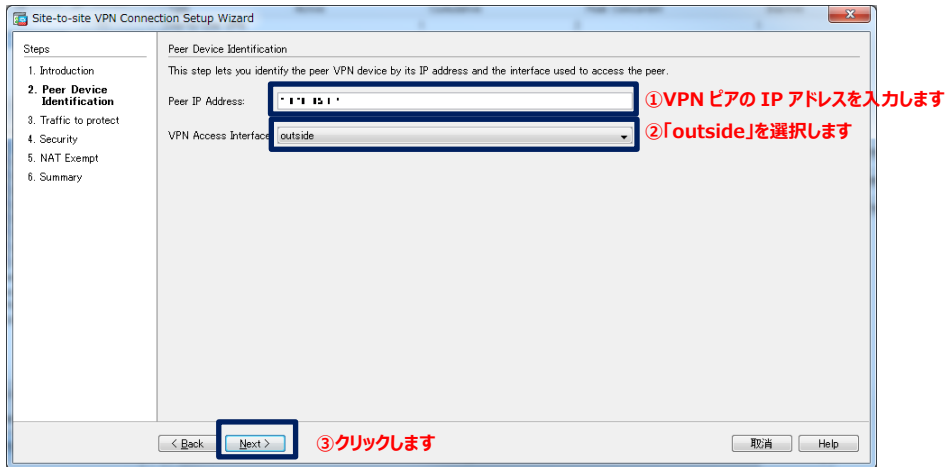 Site-to-site VPN Connection Setup Wizard
Steps
1. Introduction
2. Peer Device Identification
3. Traffic to protect
4. Security
5. NAT Exempt
6. Summary
Peer Device Identification
This step lets you identify the peer VPN device by its IP address and the interface used to access the peer.
Peer IP Address:
①VPN ピアの IP アドレスを入力します
VPN Access Interface
outside
②「outside」を選択します
< Back
Next >
③クリックします
取消
Help